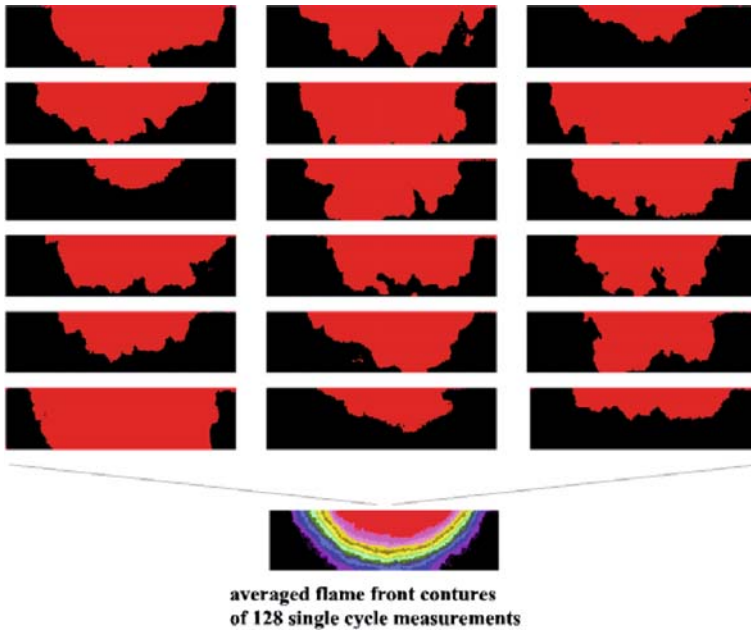 averaged flame front contures
of 128 single cycle measurements